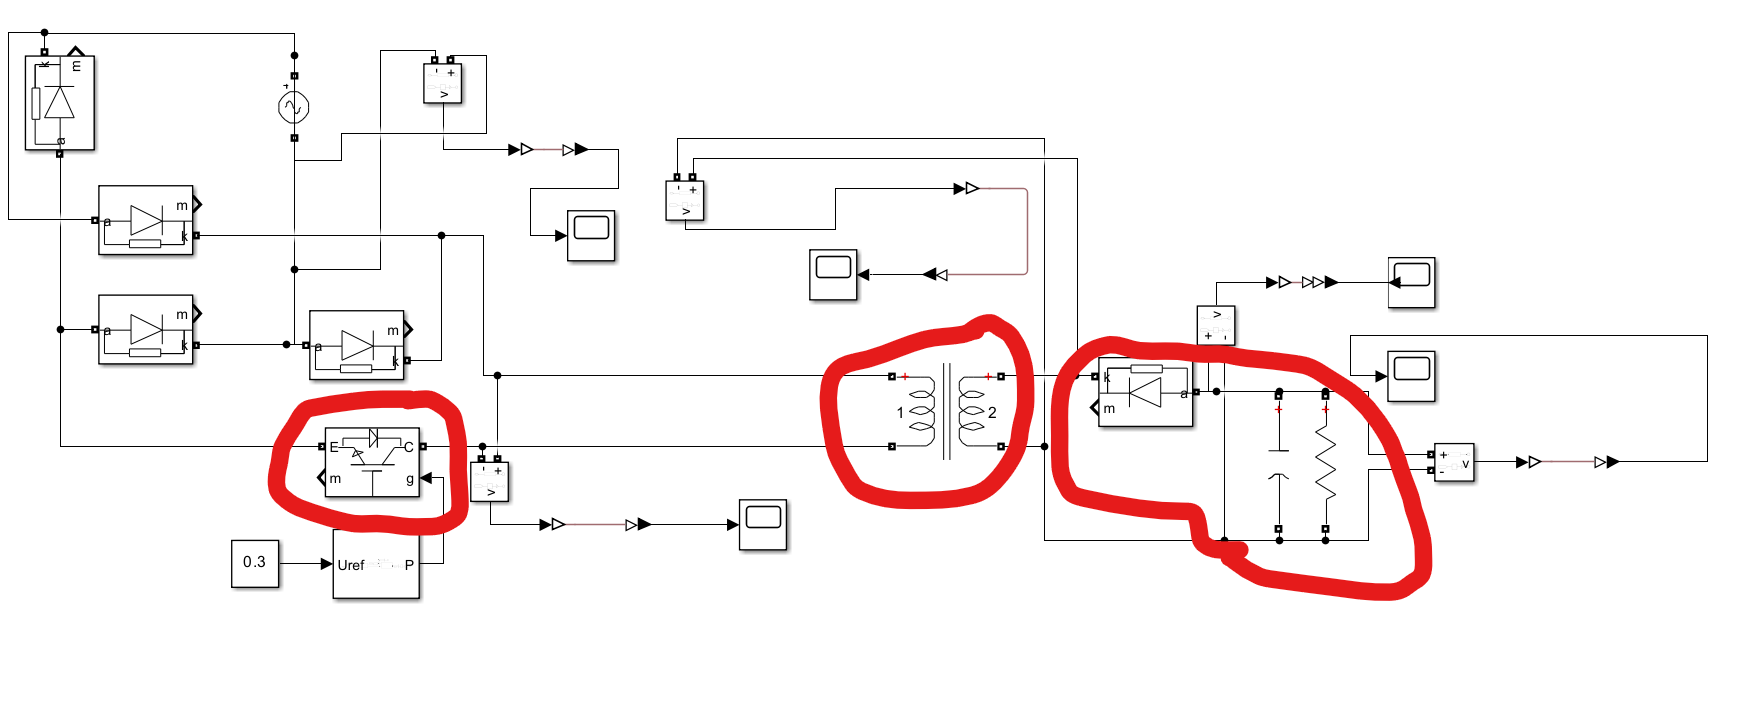 k m
a
- +
v
a m
k
- +
v
a m
k
a m
k
v
+ -
1 2
k
a
m
E C
m g
- +
v
+ v
-
0.3
Uref P